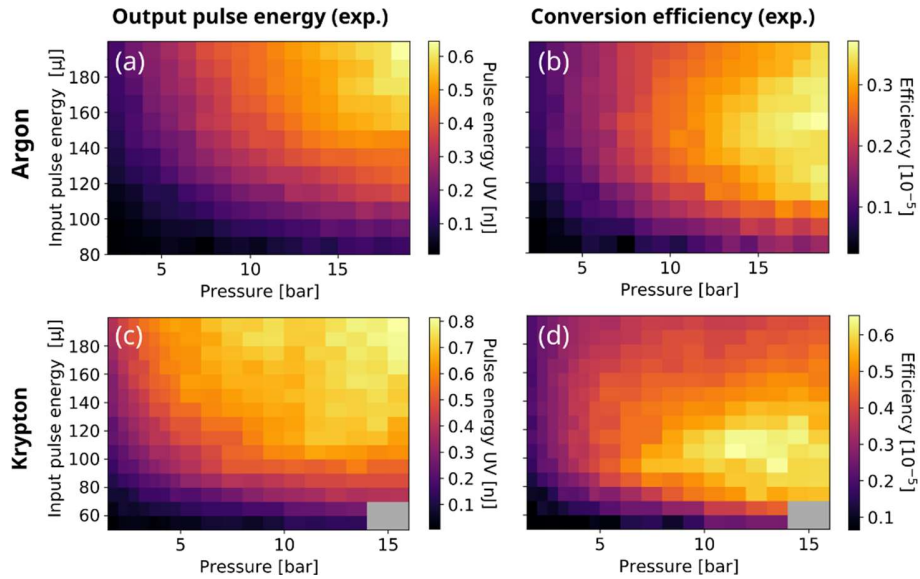 Output pulse energy (exp.)
Conversion efficiency (exp.)
Argon
(a)
Input pulse energy [µJ]
180
160
140
120
100
80
5
10
15
Pressure [bar]
0.6
0.5
0.4
0.3
0.2
0.1
Pulse energy UV [nJ]
(b)
5
10
15
Pressure [bar]
0.3
0.2
0.1
Efficiency [10⁻⁵]
Krypton
(c)
Input pulse energy [µJ]
180
160
140
120
100
80
60
5
10
15
Pressure [bar]
0.8
0.7
0.6
0.5
0.4
0.3
0.2
0.1
Pulse energy UV [nJ]
(d)
5
10
15
Pressure [bar]
0.6
0.5
0.4
0.3
0.2
0.1
Efficiency [10⁻⁵]